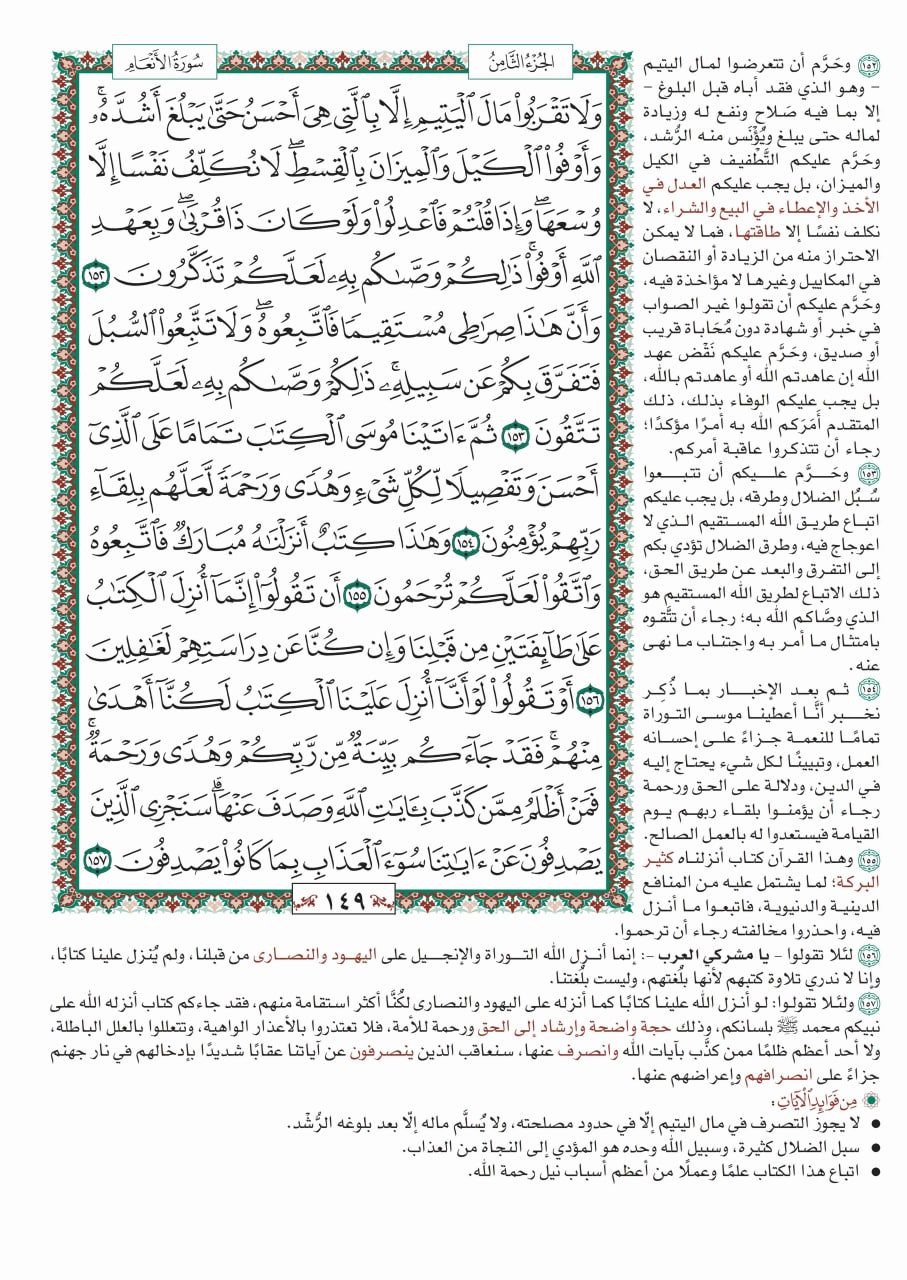 سُورَةُ الأَنْعَامِ
الجُزْءُ الثَّامِنُ
وَلَا تَقْرَبُوا۟ مَالَ ٱلْيَتِيمِ إِلَّا بِٱلَّتِى هِىَ أَحْسَنُ حَتَّىٰ يَبْلُغَ أَشُدَّهُۥۚ
وَأَوْفُوا۟ ٱلْكَيْلَ وَٱلْمِيزَانَ بِٱلْقِسْطِۖ لَا نُكَلِّفُ نَفْسًا إِلَّا
وُسْعَهَاۖ وَإِذَا قُلْتُمْ فَٱعْدِلُوا۟ وَلَوْ كَانَ ذَا قُرْبَىٰۖ وَبِعَهْدِ
ٱللَّهِ أَوْفُوا۟ۚ ذَٰلِكُمْ وَصَّىٰكُم بِهِۦ لَعَلَّكُمْ تَذَكَّرُونَ ١٥٢
وَأَنَّ هَـٰذَا صِرَٰطِى مُسْتَقِيمًا فَٱتَّبِعُوهُۖ وَلَا تَتَّبِعُوا۟ ٱلسُّبُلَ
فَتَفَرَّقَ بِكُمْ عَن سَبِيلِهِۦۚ ذَٰلِكُمْ وَصَّىٰكُم بِهِۦ لَعَلَّكُمْ
تَتَّقُونَ ١٥٣ ثُمَّ ءَاتَيْنَا مُوسَى ٱلْكِتَـٰبَ تَمَامًا عَلَى ٱلَّذِىٓ
أَحْسَنَ وَتَفْصِيلًا لِّكُلِّ شَىْءٍ وَهُدًى وَرَحْمَةً لَّعَلَّهُم بِلِقَآءِ
رَبِّهِمْ يُؤْمِنُونَ ١٥٤ وَهَـٰذَا كِتَـٰبٌ أَنزَلْنَـٰهُ مُبَارَكٌ فَٱتَّبِعُوهُ
وَٱتَّقُوا۟ لَعَلَّكُمْ تُرْحَمُونَ ١٥٥ أَن تَقُولُوٓا۟ إِنَّمَآ أُنزِلَ ٱلْكِتَـٰبُ
عَلَىٰ طَآئِفَتَيْنِ مِن قَبْلِنَا وَإِن كُنَّا عَن دِرَاسَتِهِمْ لَغَـٰفِلِينَ
١٥٦ أَوْ تَقُولُوا۟ لَوْ أَنَّآ أُنزِلَ عَلَيْنَا ٱلْكِتَـٰبُ لَكُنَّآ أَهْدَىٰ
مِنْهُمْۚ فَقَدْ جَآءَكُم بَيِّنَةٌ مِّن رَّبِّكُمْ وَهُدًى وَرَحْمَةٌۚ
فَمَنْ أَظْلَمُ مِمَّن كَذَّبَ بِـَٔايَـٰتِ ٱللَّهِ وَصَدَفَ عَنْهَاۗ سَنَجْزِى ٱلَّذِينَ
يَصْدِفُونَ عَنْ ءَايَـٰتِنَا سُوٓءَ ٱلْعَذَابِ بِمَا كَانُوا۟ يَصْدِفُونَ ١٥٧
١٤٩
١٥٢ وحَرَّم أن تتعرضوا لمال اليتيم
- وهو الذي فقد أباه قبل البلوغ -
إلا بما فيه صَلاح ونفع له وزيادة
لماله حتى يبلغ ويُؤْنَس منه الرُّشد،
وحَرَّم عليكم التَّطْفيف في الكيل
والميزان، بل يجب عليكم العدل في
الأخذ والإعطاء في البيع والشراء، لا
نكلف نفسًا إلا طاقتها، فما لا يمكن
الاحتراز منه من الزيادة أو النقصان
في المكاييل وغيرها لا مؤاخذة فيه،
وحَرَّم عليكم أن تقولوا غير الصواب
في خبر أو شهادة دون مُحَاباة قريب
أو صديق، وحَرَّم عليكم نَقْض عهد
الله إن عاهدتم الله أو عاهدتم بالله،
بل يجب عليكم الوفاء بذلك، ذلك
المتقدم أَمَرَكم الله به أمرًا مؤكدًا؛
رجاء أن تتذكروا عاقبة أمركم.
١٥٣ وحَــرَّم علـــيكم أن تتبــعوا
سُبُل الضلال وطرقه، بل يجب عليكم
اتباع طريق الله المستقيم الذي لا
اعوجاج فيه، وطرق الضلال تؤدي بكم
إلى التفرق والبعد عن طريق الحق،
ذلك الاتباع لطريق الله المستقيم هو
الذي وصَّاكم الله به؛ رجاء أن تتَّقوه
بامتثال ما أمر به واجتناب ما نهى
عنه.
١٥٤ ثم بعد الإخبار بما ذُكِر
نخبر أنَّا أعطينا موسى التوراة
تمامًا للنعمة جزاءً على إحسانه
العمل، وتبيينًا لكل شيء يحتاج إليه
في الدين، ودلالة على الحق ورحمة
رجاء أن يؤمنوا بلقاء ربهم يوم
القيامة فيستعدوا له بالعمل الصالح.
١٥٥ وهذا القرآن كتاب أنزلناه كثير
البركة؛ لما يشتمل عليه من المنافع
الدينية والدنيوية، فاتبعوا ما أنزل
فيه، واحذروا مخالفته رجاء أن ترحموا.
١٥٦ لئلا تقولوا - يا مشركي العرب -: إنما أنـزل الله التـوراة والإنجيل على اليهود والنصارى من قبلنا، ولم يُنزل علينا كتابًا،
وإنا لا ندري تلاوة كتبهم لأنها بلُغتهم، وليست بلُغتنا.
١٥٧ ولئلا تقولوا: لو أنزل الله علينا كتابًا كما أنزله على اليهود والنصارى لكُنَّا أكثر استقامة منهم، فقد جاءكم كتاب أنزله الله على
نبيكم محمد ﷺ بلسانكم، وذلك حجة واضحة وإرشاد إلى الحق ورحمة للأمة، فلا تعتذروا بالأعذار الواهية، وتتعللوا بالعلل الباطلة،
ولا أحد أعظم ظلمًا ممن كذَّب بآيات الله وانصرف عنها، سنعاقب الذين ينصرفون عن آياتنا عقابًا شديدًا بإدخالهم في نار جهنم
جزاءً على انصرافهم وإعراضهم عنها.
مِن فَوَائِدِ الْآيَاتِ:
• لا يجوز التصرف في مال اليتيم إلّا في حدود مصلحته، ولا يُسلَّم ماله إلّا بعد بلوغه الرُّشْد.
• سبل الضلال كثيرة، وسبيل الله وحده هو المؤدي إلى النجاة من العذاب.
• اتباع هذا الكتاب علمًا وعملًا من أعظم أسباب نيل رحمة الله.